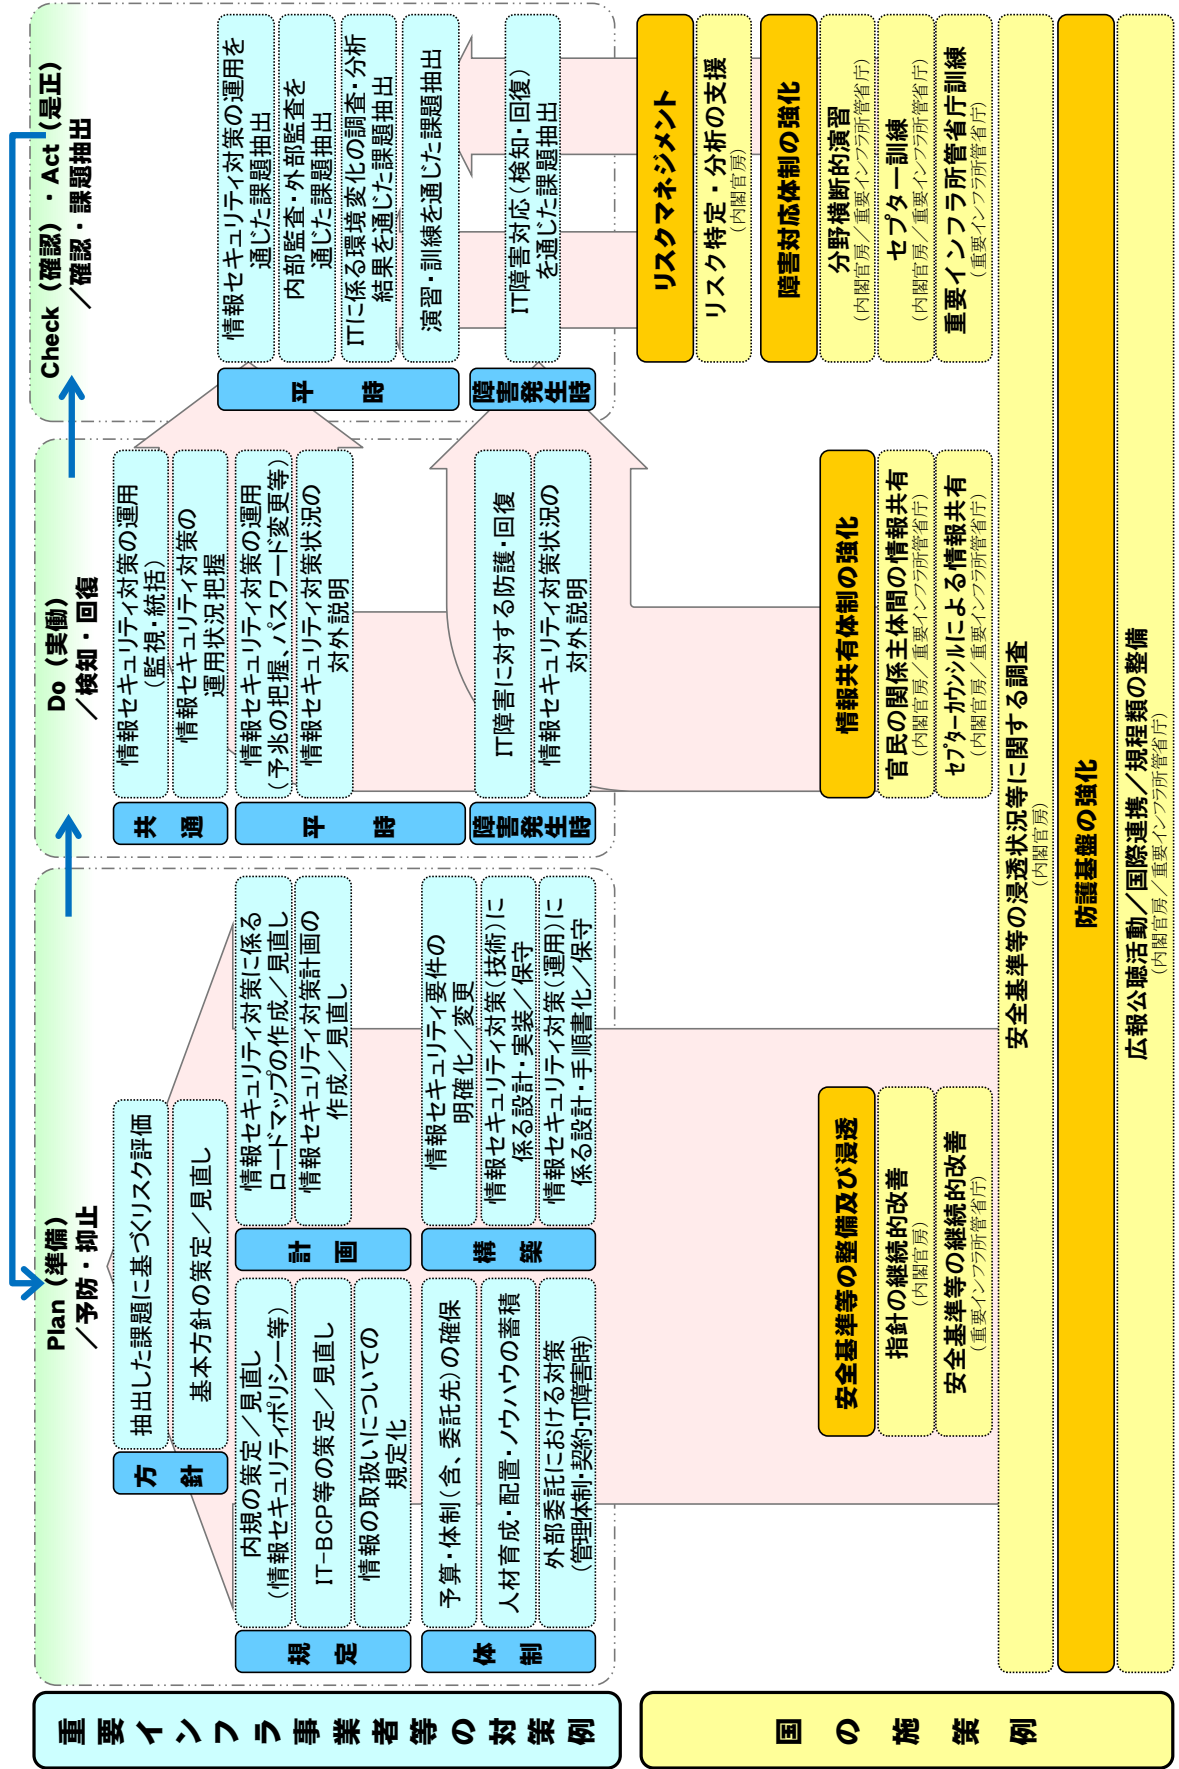 重要インフラ事業者等の対策例
Plan（準備）
／予防・抑止
方針
抽出した課題に基づくリスク評価
基本方針の策定／見直し
規定
内規の策定／見直し
（情報セキュリティポリシー等）
IT-BCP等の策定／見直し
情報の取扱いについての
規定化
計画
情報セキュリティ対策に係る
ロードマップの作成／見直し
情報セキュリティ対策計画の
作成／見直し
体制
予算・体制（含、委託先）の確保
人材育成・配置・ノウハウの蓄積
外部委託における対策
（管理体制・契約・IT障害時）
構築
情報セキュリティ要件の
明確化／変更
情報セキュリティ対策（技術）に
係る設計・実装／保守
情報セキュリティ対策（運用）に
係る設計・手順書化／保守
Do（実働）
／検知・回復
共通
情報セキュリティ対策の運用
（監視・統括）
情報セキュリティ対策の
運用状況把握
平時
情報セキュリティ対策の運用
（予兆の把握、パスワード変更等）
情報セキュリティ対策状況の
対外説明
障害発生時
IT障害に対する防護・回復
情報セキュリティ対策状況の
対外説明
Check（確認）・Act（是正）
／確認・課題抽出
平時
情報セキュリティ対策の運用を
通じた課題抽出
内部監査・外部監査を
通じた課題抽出
ITに係る環境変化の調査・分析
結果を通じた課題抽出
演習・訓練を通じた課題抽出
障害発生時
IT障害対応（検知・回復）
を通じた課題抽出
国の施策例
リスクマネジメント
リスク特定・分析の支援
（内閣官房）
障害対応体制の強化
分野横断的演習
（内閣官房／重要インフラ所管省庁）
セプター訓練
（内閣官房／重要インフラ所管省庁）
重要インフラ所管省庁訓練
（重要インフラ所管省庁）
情報共有体制の強化
官民の関係主体間の情報共有
（内閣官房／重要インフラ所管省庁）
セプターカウンシルによる情報共有
（内閣官房／重要インフラ所管省庁）
安全基準等の整備及び浸透
指針の継続的改善
（内閣官房）
安全基準等の継続的改善
（重要インフラ所管省庁）
安全基準等の浸透状況等に関する調査
（内閣官房）
防護基盤の強化
広報公聴活動／国際連携／規程類の整備
（内閣官房／重要インフラ所管省庁）